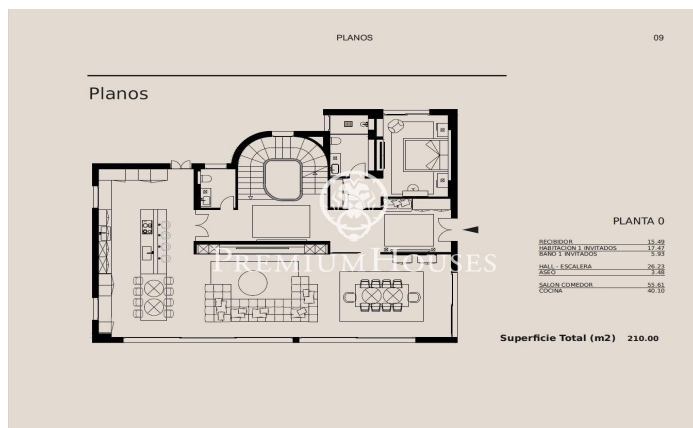 PLANOS 09
Planos
PREMIUM HOUSES
PLANTA 0
RECIBIDOR 15.49
HABITACION 1 INVITADOS 17.47
BAÑO 1 INVITADOS 5.93
HALL - ESCALERA 26.23
ASEO 3.48
SALON COMEDOR 55.61
COCINA 40.10
Superficie Total (m2) 210.00